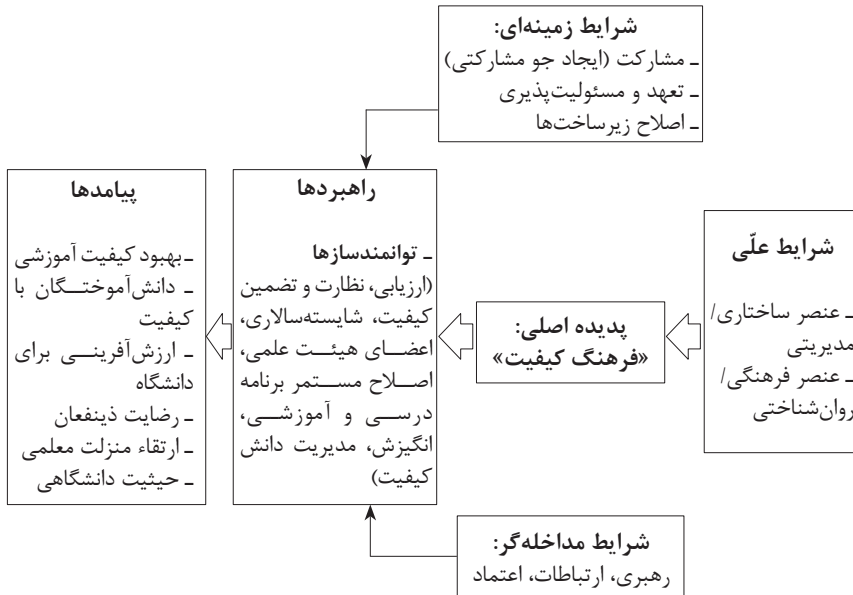 شرایط زمینه‌ای:
ـ مشارکت (ایجاد جو مشارکتی)
ـ تعهد و مسئولیت‌پذیری
ـ اصلاح زیرساخت‌ها
شرایط علّی
ـ عنصر ساختاری/
مدیریتی
ـ عنصر فرهنگی/
روان‌شناختی
پدیده اصلی:
«فرهنگ کیفیت»
راهبردها
ـ توانمندسازها
(ارزیابی، نظارت و تضمین
کیفیت، شایسته‌سالاری،
اعضـای هیئـت علمی،
اصـلاح مسـتمر برنامه
درسـی و آموزشـی،
انگیزش، مدیریت دانش
کیفیت)
پیامدها
ـ بهبود کیفیت آموزشی
ـ دانش‌آموختـگان با
کیفیت
ـ ارزش‌آفرینـی برای
دانشگاه
ـ رضایت ذینفعان
ـ ارتقاء منزلت معلمی
ـ حیثیت دانشگاهی
شرایط مداخله‌گر:
رهبری، ارتباطات، اعتماد